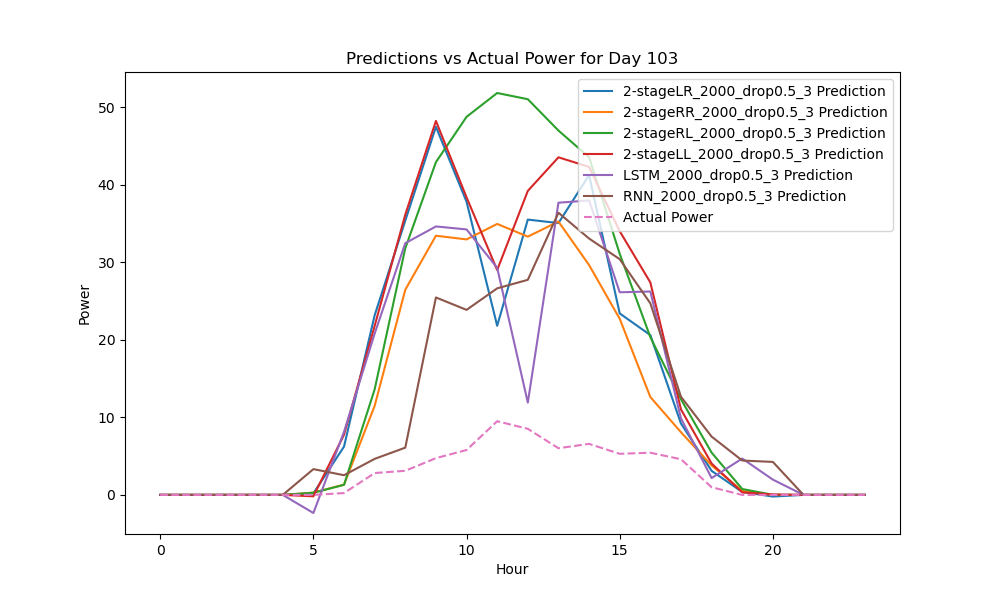 Predictions vs Actual Power for Day 103
2-stageLR_2000_drop0.5_3 Prediction
2-stageRR_2000_drop0.5_3 Prediction
2-stageRL_2000_drop0.5_3 Prediction
2-stageLL_2000_drop0.5_3 Prediction
LSTM_2000_drop0.5_3 Prediction
RNN_2000_drop0.5_3 Prediction
Actual Power
Power
50
40
30
20
10
0
0 5 10 15 20
Hour